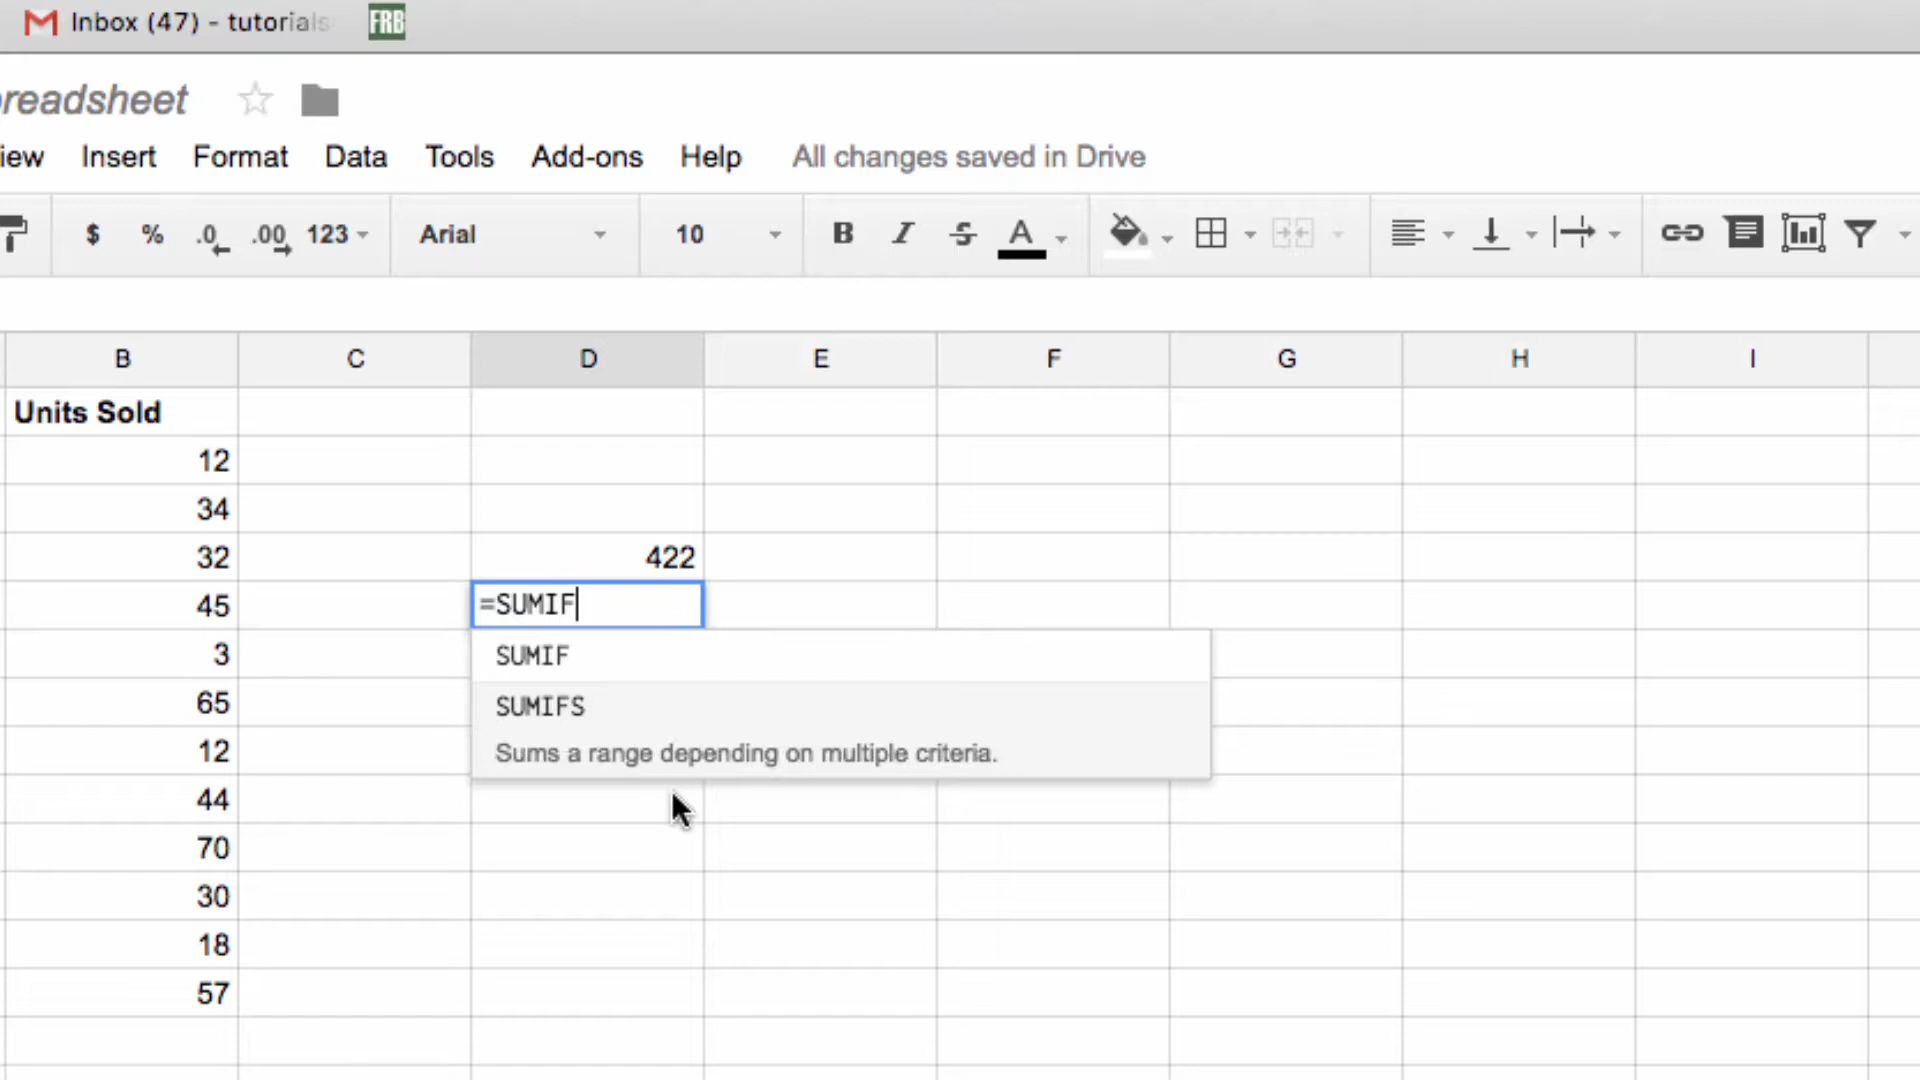 Inbox (47) - tutorials
FRB
readsheet
iew Insert Format Data Tools Add-ons Help All changes saved in Drive
$ % .0 .00 123 Arial 10 B I S A
B C D E F G H I
Units Sold
12
34
32 422
45 =SUMIF
3 SUMIF
65 SUMIFS
12 Sums a range depending on multiple criteria.
44
70
30
18
57